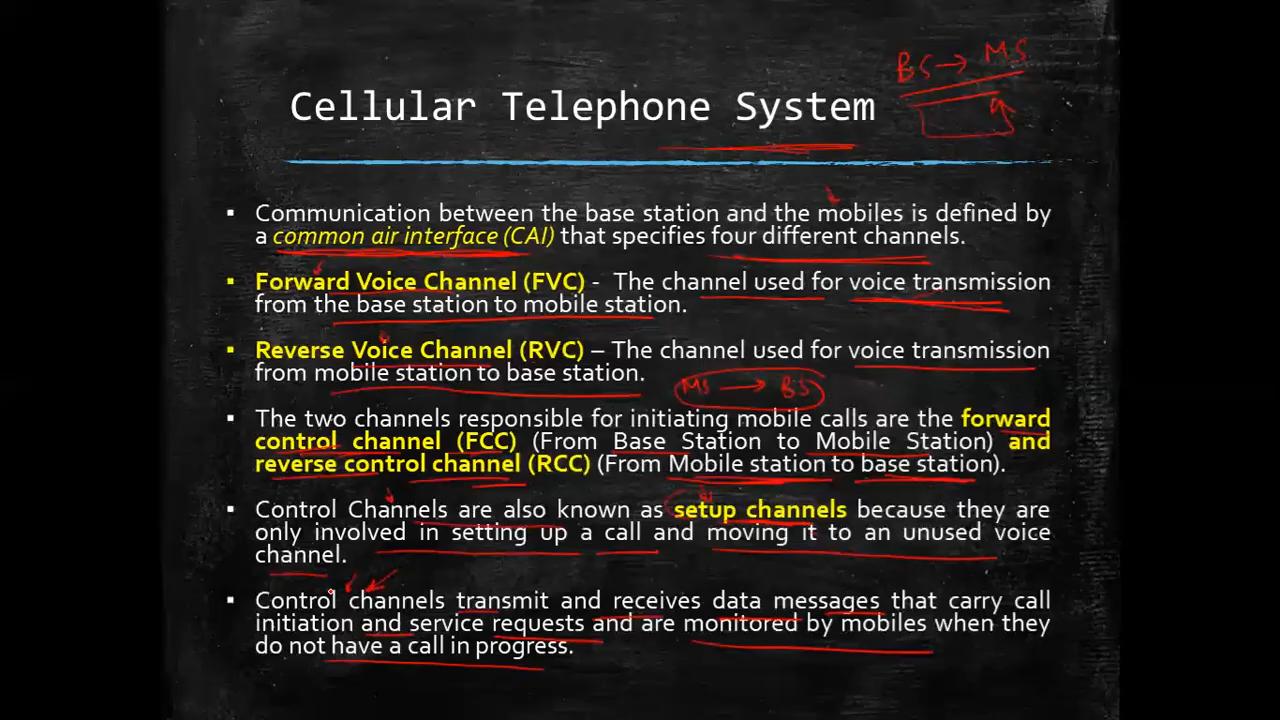 BS → MS
Cellular Telephone System
▪ Communication between the base station and the mobiles is defined by
a common air interface (CAI) that specifies four different channels.
▪ Forward Voice Channel (FVC) - The channel used for voice transmission
from the base station to mobile station.
▪ Reverse Voice Channel (RVC) – The channel used for voice transmission
from mobile station to base station.
MS → BS
▪ The two channels responsible for initiating mobile calls are the forward
control channel (FCC) (From Base Station to Mobile Station) and
reverse control channel (RCC) (From Mobile station to base station).
▪ Control Channels are also known as setup channels because they are
only involved in setting up a call and moving it to an unused voice
channel.
▪ Control channels transmit and receives data messages that carry call
initiation and service requests and are monitored by mobiles when they
do not have a call in progress.